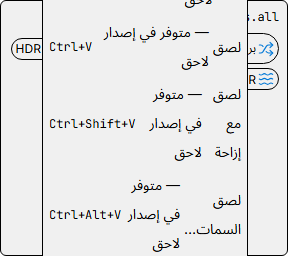 لاحق
s.all
لصق — متوفر في إصدار لاحق Ctrl+V
HDR
لصق مع إزاحة — متوفر في إصدار لاحق Ctrl+Shift+V
لصق السمات... — متوفر في إصدار لاحق Ctrl+Alt+V